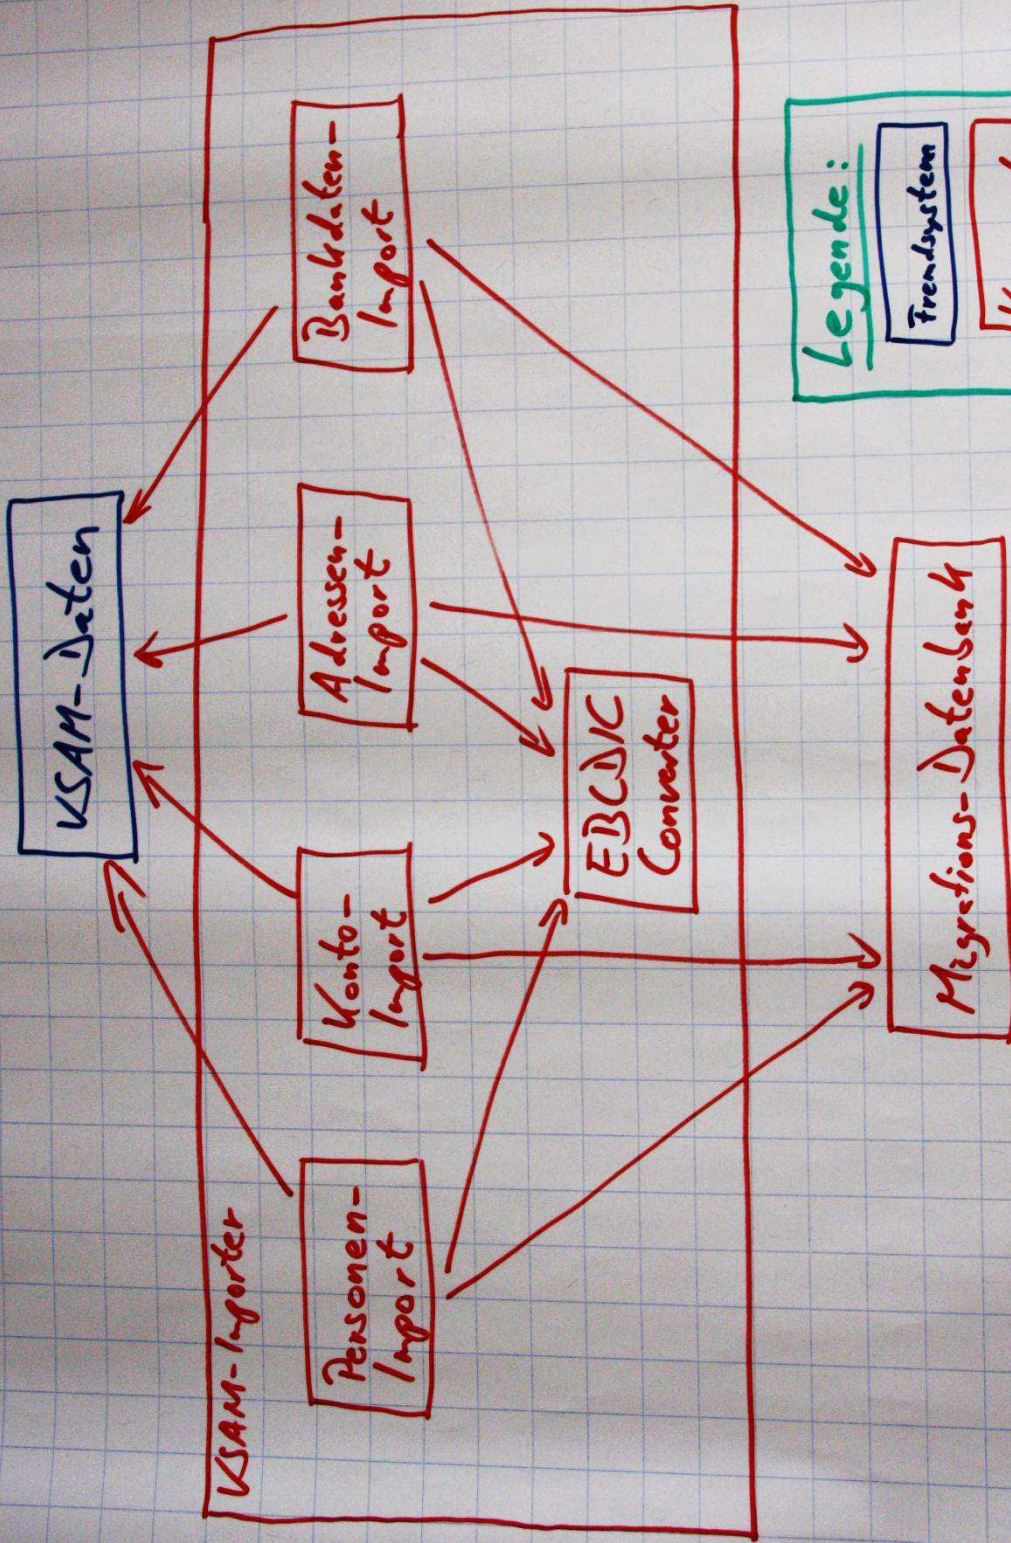 VSAM-Daten
VSAM-Importer
Personen-
Import
Konto-
Import
Adressen-
Import
Bankdaten-
Import
EBCDIC
Converter
Migrations-Datenbank
Legende:
Fremdsystem